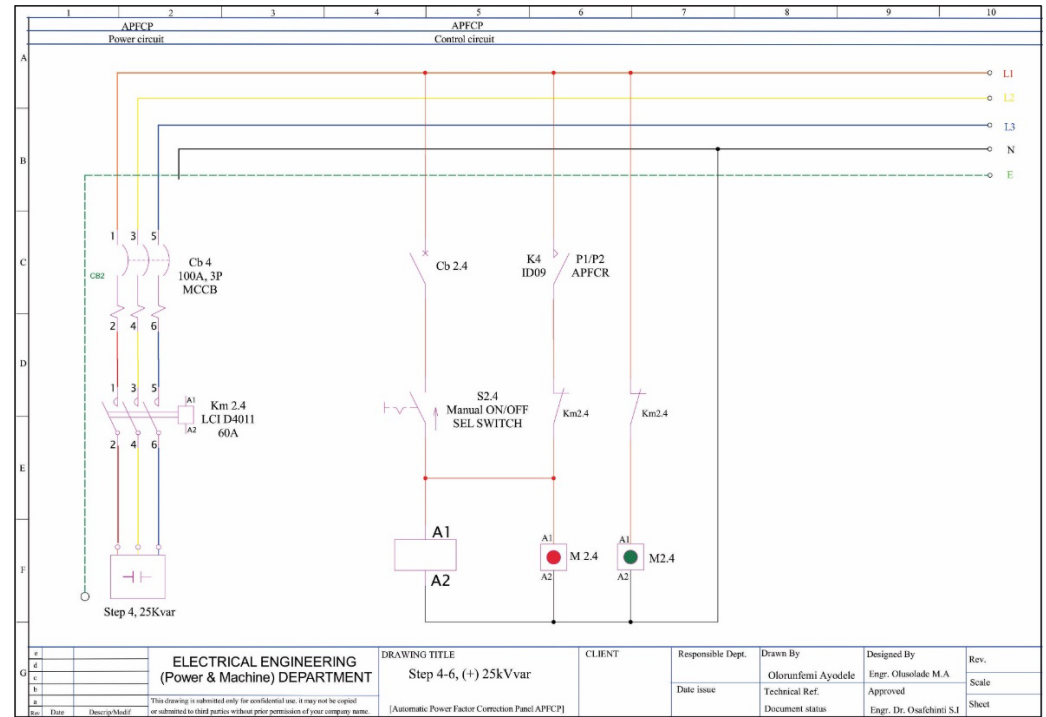 1 2 3 4 5 6 7 8 9 10
APFCP APFCP
Power circuit Control circuit
A
L1
L2
L3
B
N
E
1 3 5
C
Cb 4
100A, 3P
MCCB
CB2
Cb 2.4
K4
ID09
P1/P2
APFCR
2 4 6
D
1 3 5
A1
Km 2.4
LCI D4011
60A
A2
S2.4
Manual ON/OFF
SEL SWITCH
Km2.4
Km2.4
2 4 6
E
A1
A2
A1
M 2.4
A2
A1
M2.4
A2
F
Step 4, 25Kvar
G
e
d
c
b
a
Rev Date Descrip/Modif
ELECTRICAL ENGINEERING
(Power & Machine) DEPARTMENT
This drawing is submitted only for confidential use, it may not be copied
or submitted to third parties without prior permission of your company name.
DRAWING TITLE
Step 4-6, (+) 25kVvar
[Automatic Power Factor Correction Panel APFCP]
CLIENT
Responsible Dept.
Date issue
Drawn By
Olorunfemi Ayodele
Technical Ref.
Document status
Designed By
Engr. Olusolade M.A
Approved
Engr. Dr. Osafehinti S.I
Rev.
Scale
Sheet